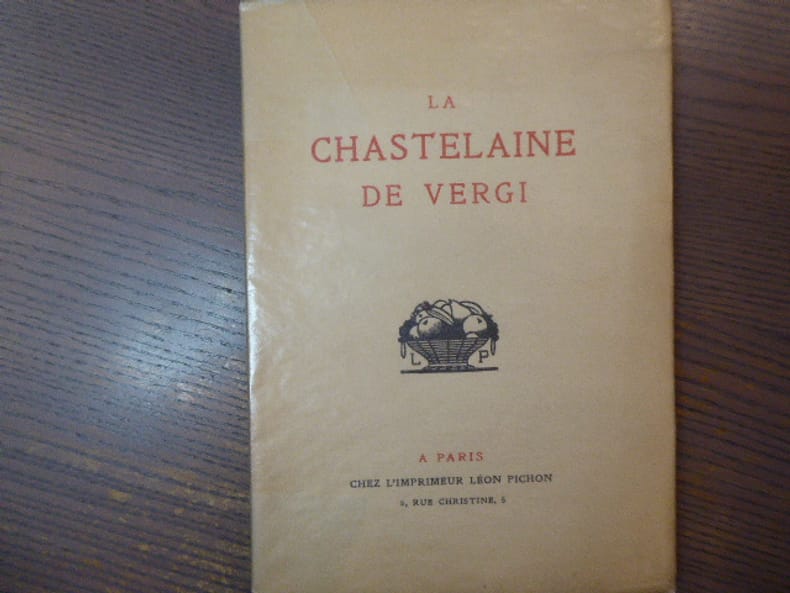 LA
CHASTELAINE
DE VERGI
L P
A PARIS
CHEZ L'IMPRIMEUR LÉON PICHON
5, RUE CHRISTINE, 5